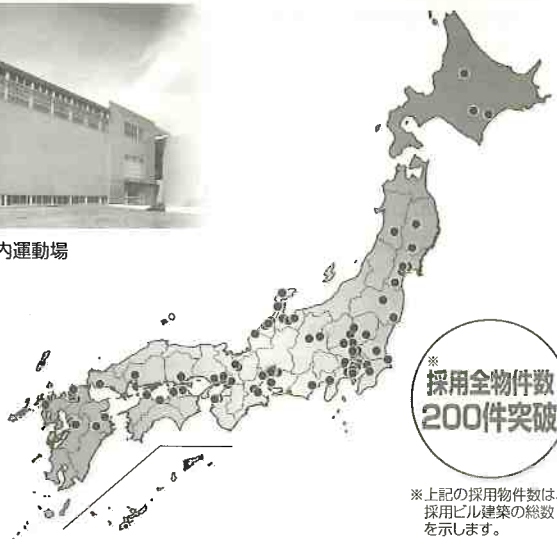 内運動場
※
採用全物件数
200件突破
※上記の採用物件数は、
採用ビル建築の総数
を示します。